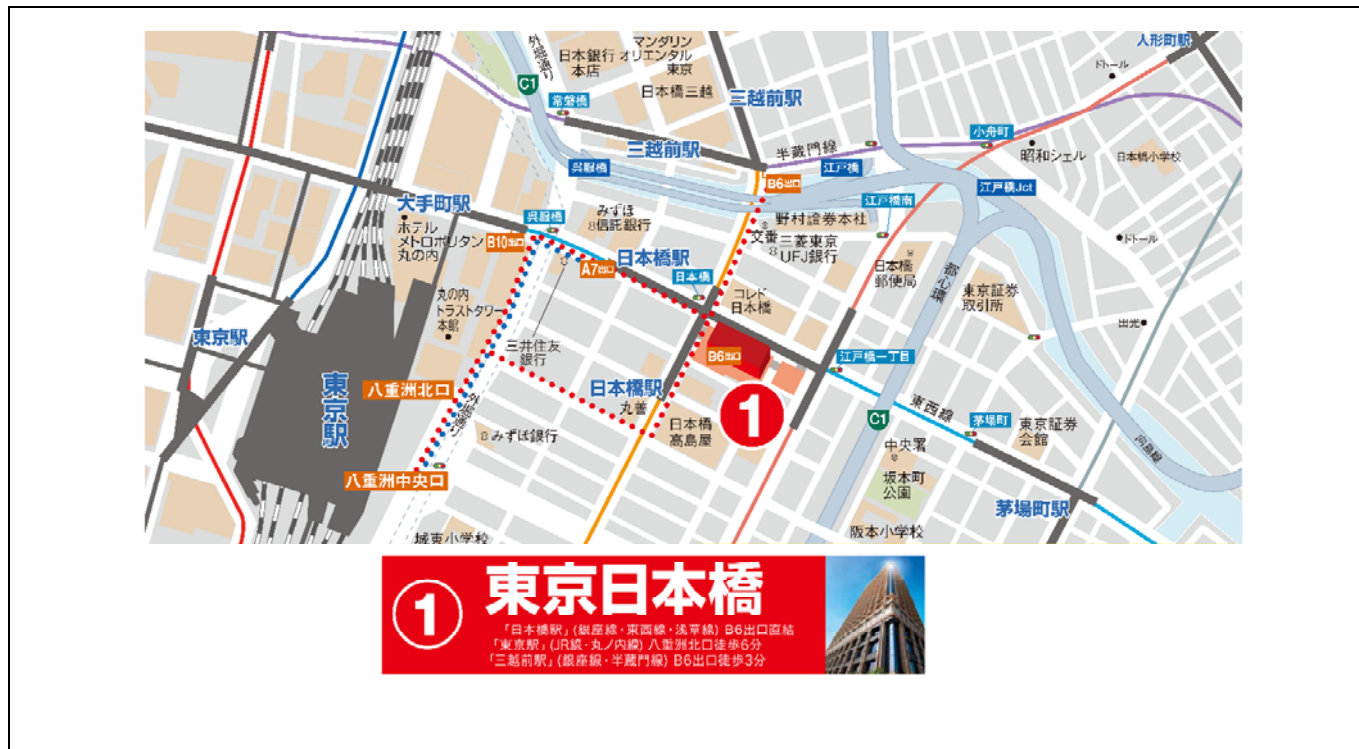 外堀通り
日本銀行
本店
マンダリン
オリエンタル
東京
日本橋三越
C1
常盤橋
三越前駅
人形町駅
ドトール
三越前駅
半蔵門線
小舟町
昭和シェル
日本橋小学校
呉服橋
江戸橋
B6出口
江戸橋Jct
大手町駅
ホテル
メトロポリタン
丸の内
B10出口
呉服橋
みずほ
信託銀行
野村證券本社
江戸橋南
交番
三菱東京
UFJ銀行
日本橋駅
A7出口
日本橋
日本橋
郵便局
都心環
ドトール
丸の内
トラストタワー
本館
コレド
日本橋
東京証券
取引所
出光
東京駅
三井住友
銀行
B6出口
江戸橋一丁目
東京駅
八重洲北口
日本橋駅
丸善
1
東西線
外堀通り
みずほ銀行
日本橋
高島屋
C1
茅場町
東京証券
会館
向島線
中央署
八重洲中央口
坂本町
公園
茅場町駅
城東小学校
阪本小学校
1
東京日本橋
「日本橋駅」(銀座線・東西線・浅草線) B6出口直結
「東京駅」(JR線・丸ノ内線) 八重洲北口徒歩6分
「三越前駅」(銀座線・半蔵門線) B6出口徒歩3分